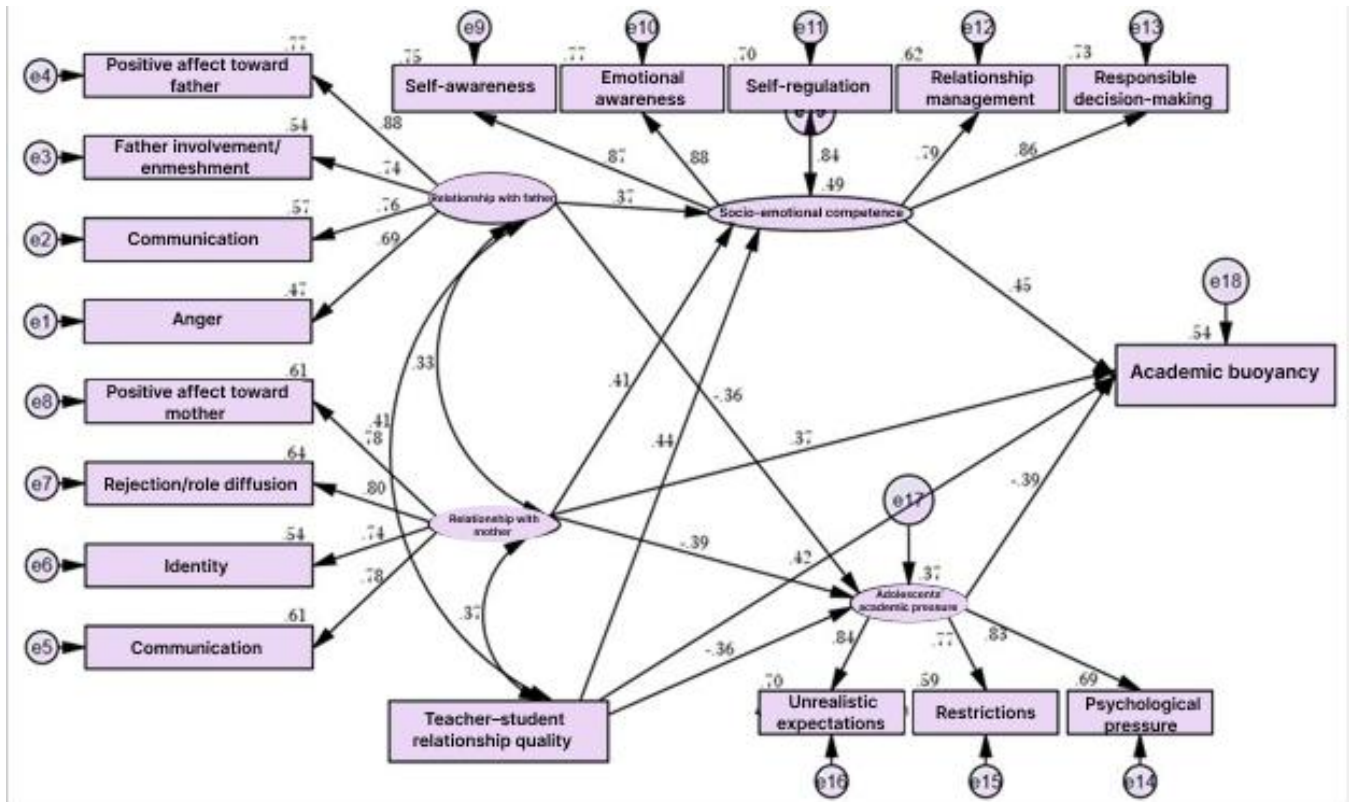 e9
e10
e11
e12
e13
.77
.75
.77
.70
.62
.73
e4
Positive affect toward
father
Self-awareness
Emotional
awareness
Self-regulation
Relationship
management
Responsible
decision-making
.88
.54
e3
Father involvement/
enmeshment
.74
.87
.88
.84
.79
.86
.49
Relationship with father
.37
Socio-emotional competence
.57
.76
e2
Communication
.69
.45
e18
.47
e1
Anger
.54
Academic buoyancy
.33
.61
e8
Positive affect toward
mother
.41
-.36
.41
.78
.44
.37
.64
e7
Rejection/role diffusion
.80
-.39
e17
Relationship with
mother
.54
.74
e6
Identity
.78
-.39
.42
.37
Adolescents'
academic pressure
.61
e5
Communication
.37
-.36
.84
.77
.83
.70
.59
.69
Teacher–student
relationship quality
Unrealistic
expectations
Restrictions
Psychological
pressure
e16
e15
e14